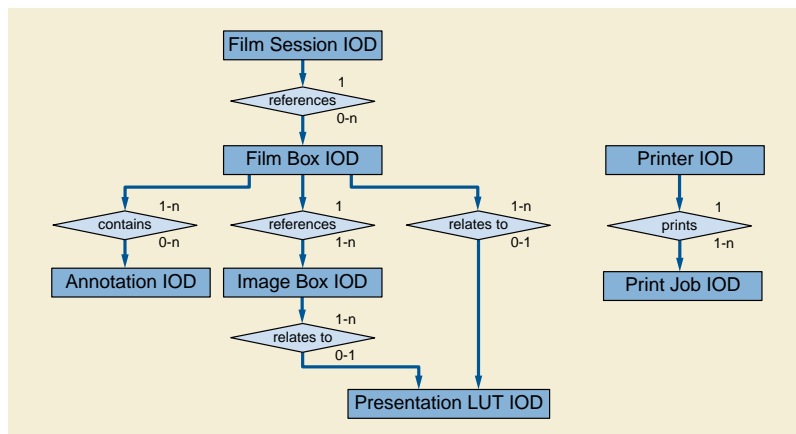 Film Session IOD
1
references
0-n
Film Box IOD
Printer IOD
1-n
contains
0-n
1
references
1-n
1-n
relates to
0-1
1
prints
1-n
Annotation IOD
Image Box IOD
Print Job IOD
1-n
relates to
0-1
Presentation LUT IOD